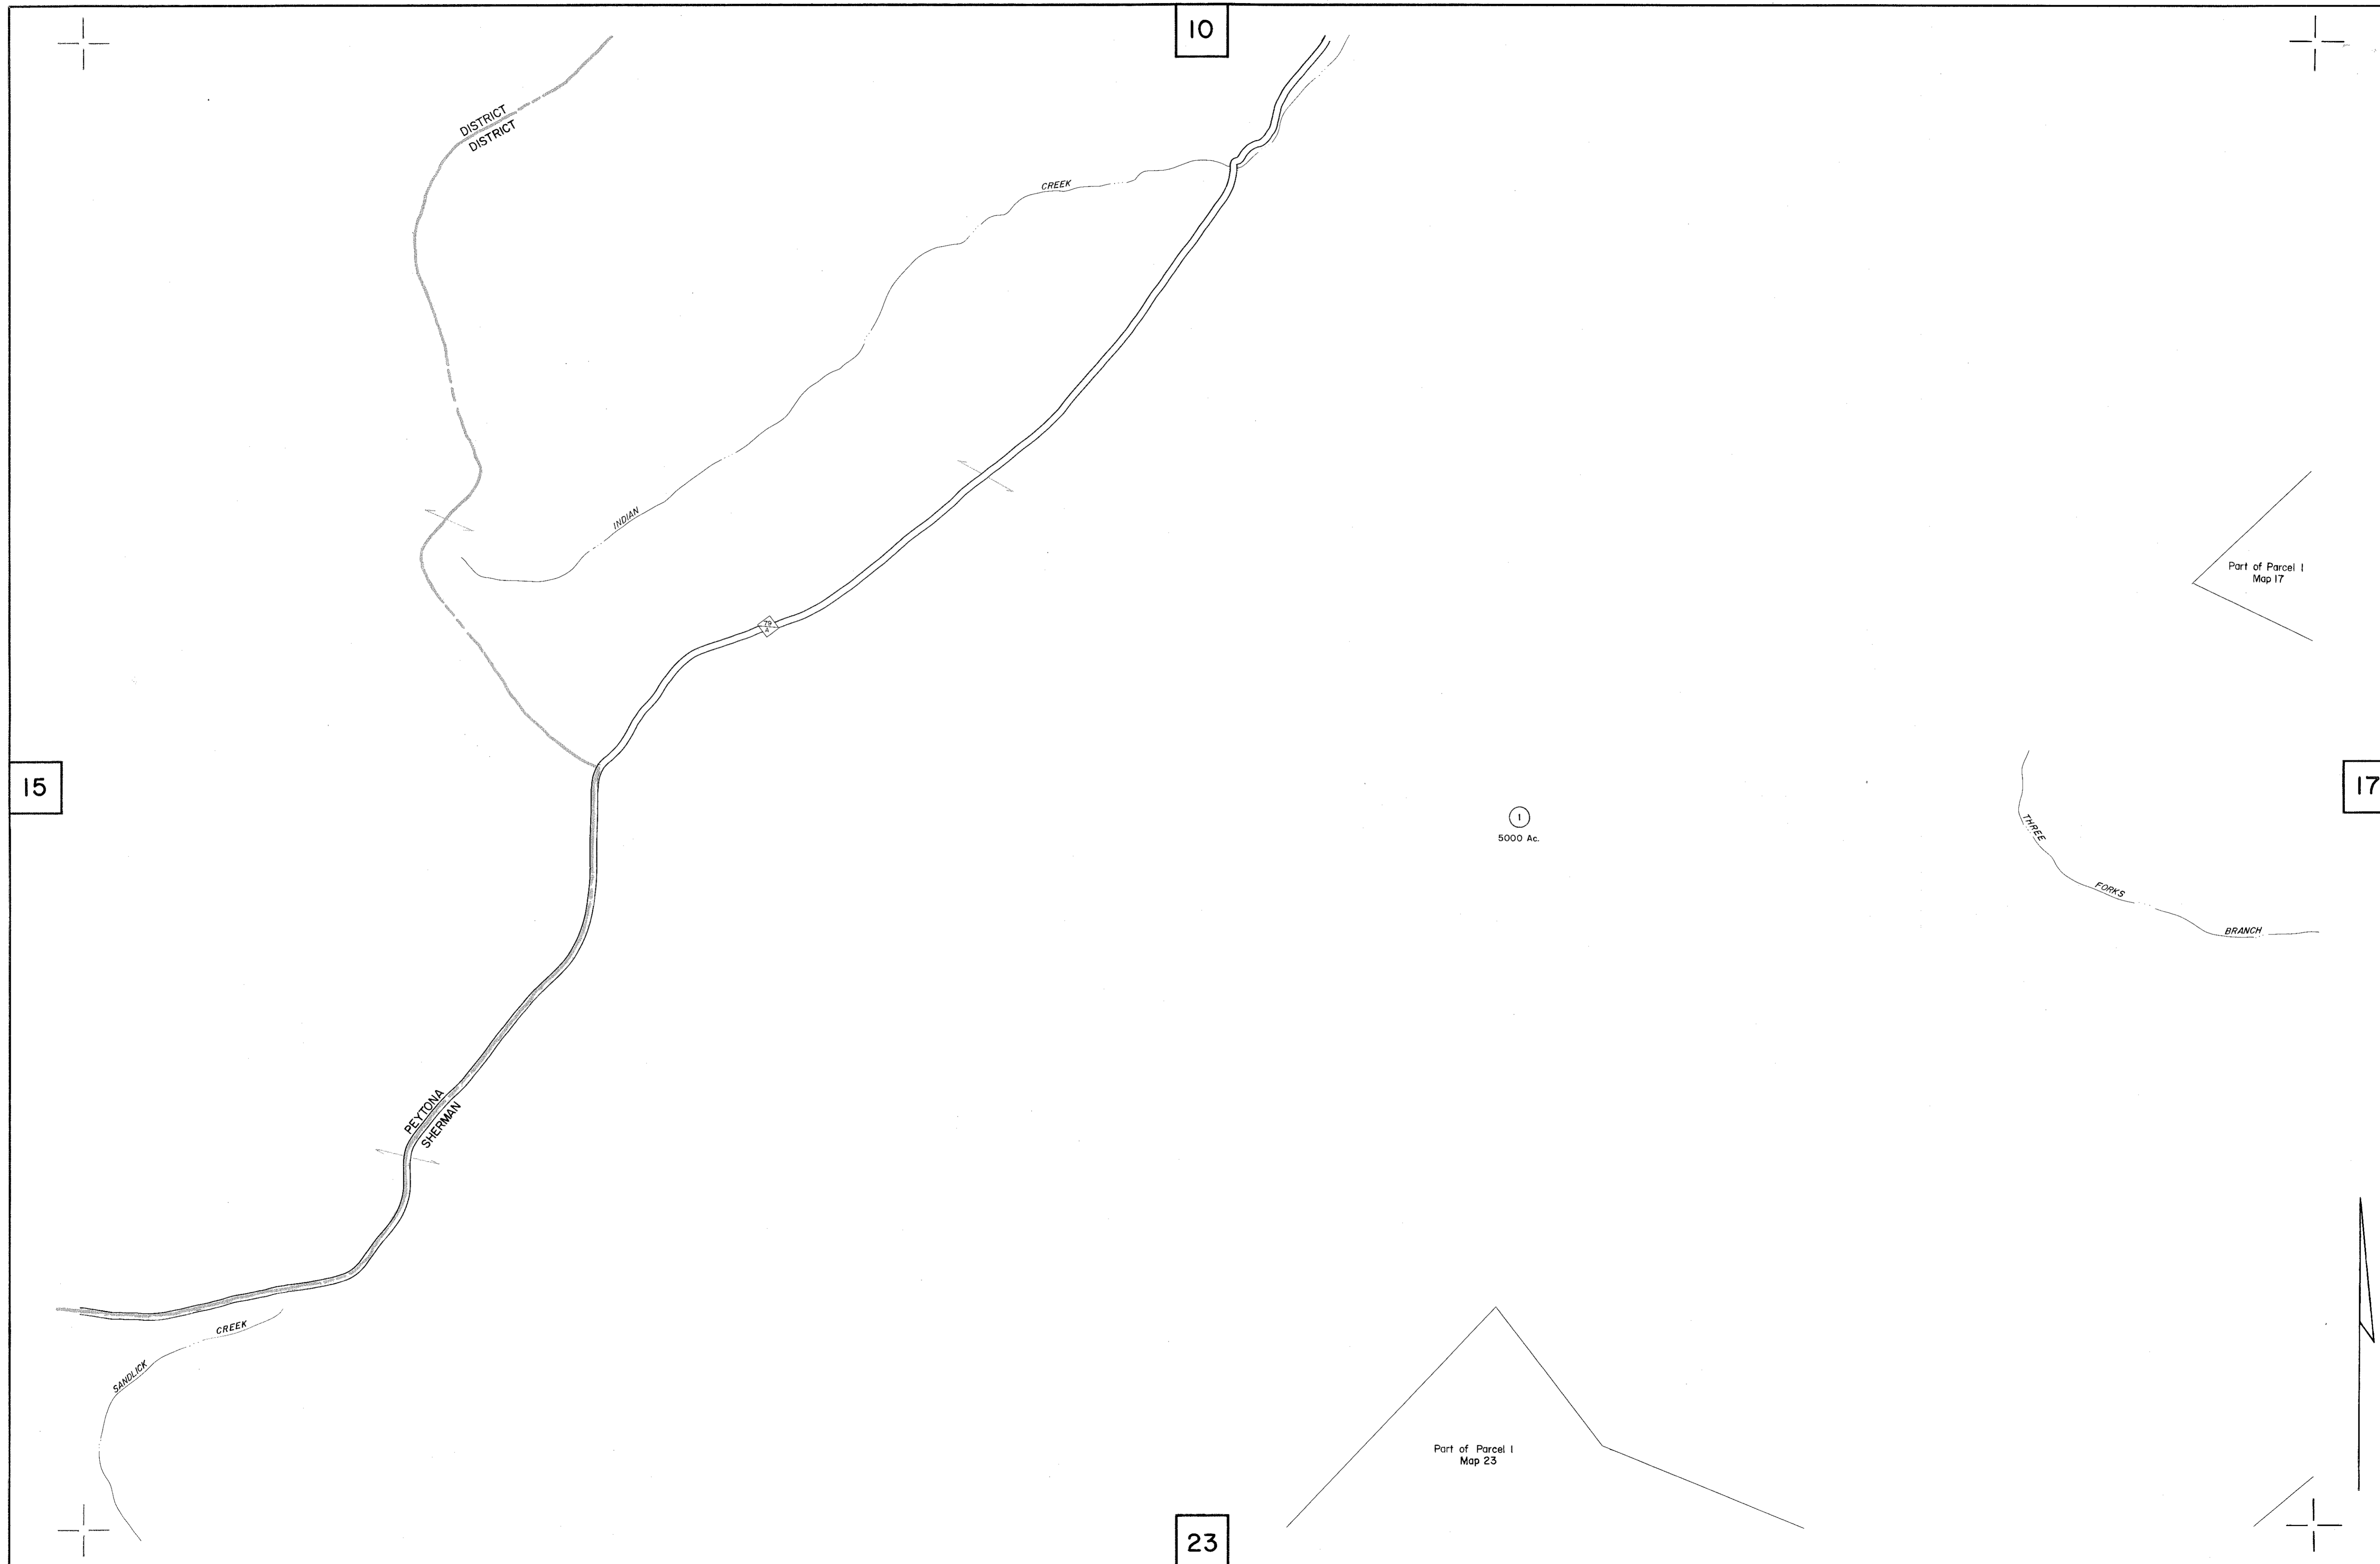 10
DISTRICT
DISTRICT
CREEK
INDIAN
Part of Parcel 1
Map 17
79
A
15
17
1
5000 Ac.
THREE
FORKS
BRANCH
PEYTONA
SHERMAN
CREEK
SANDLICK
Part of Parcel 1
Map 23
23